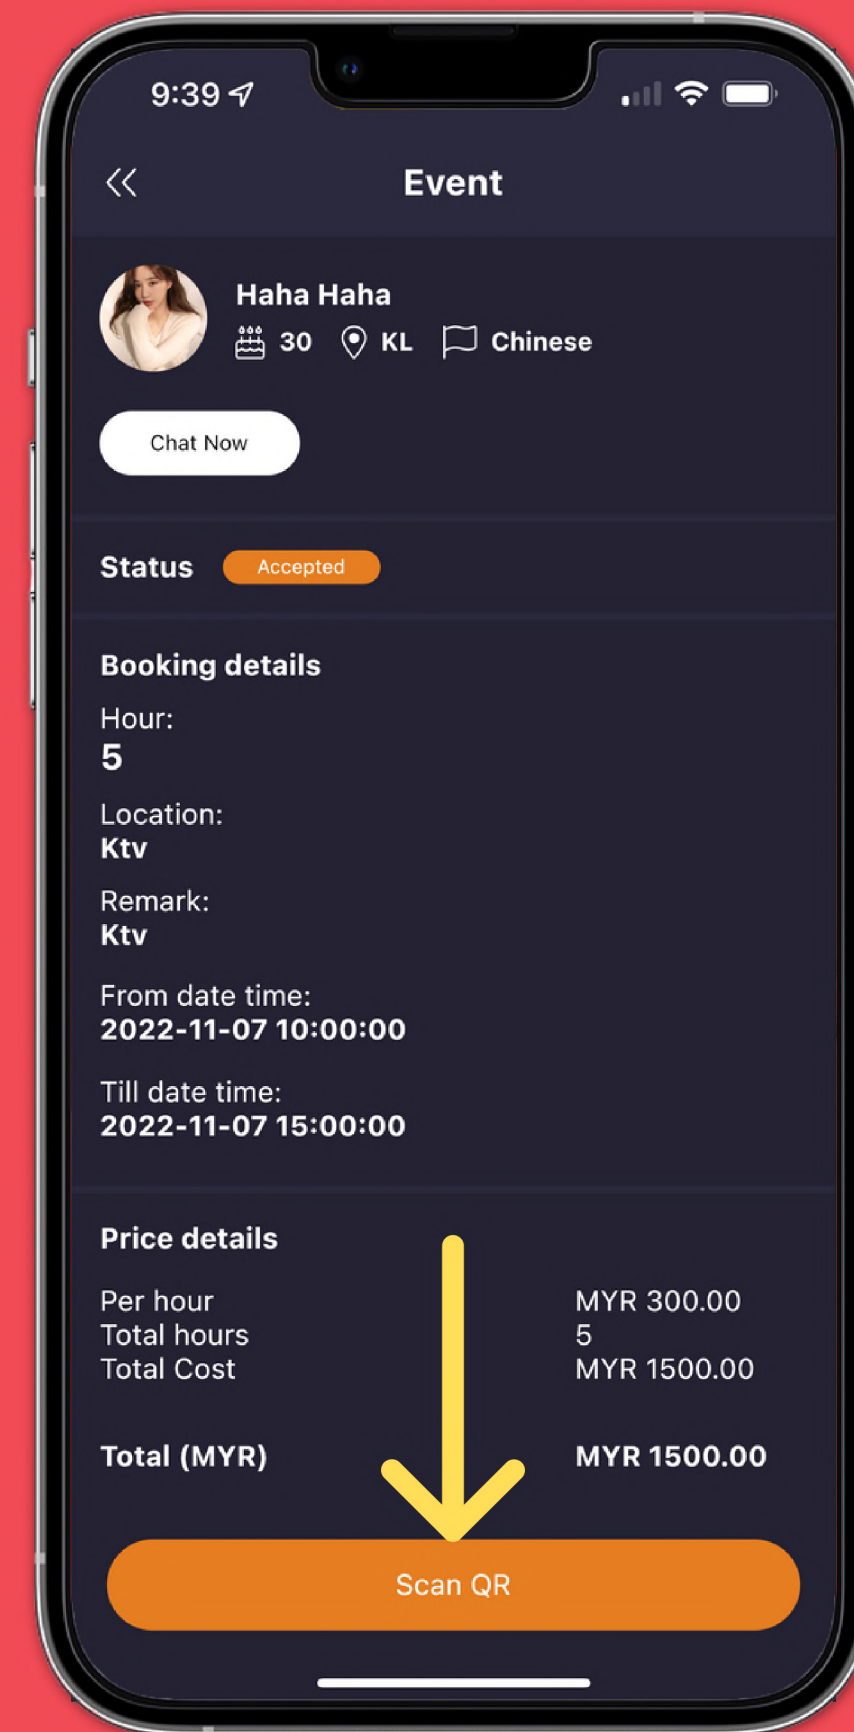 9:39
Event
Haha Haha
30 KL Chinese
Chat Now
Status Accepted
Booking details
Hour:
5
Location:
Ktv
Remark:
Ktv
From date time:
2022-11-07 10:00:00
Till date time:
2022-11-07 15:00:00
Price details
Per hour MYR 300.00
Total hours 5
Total Cost MYR 1500.00
Total (MYR) MYR 1500.00
Scan QR